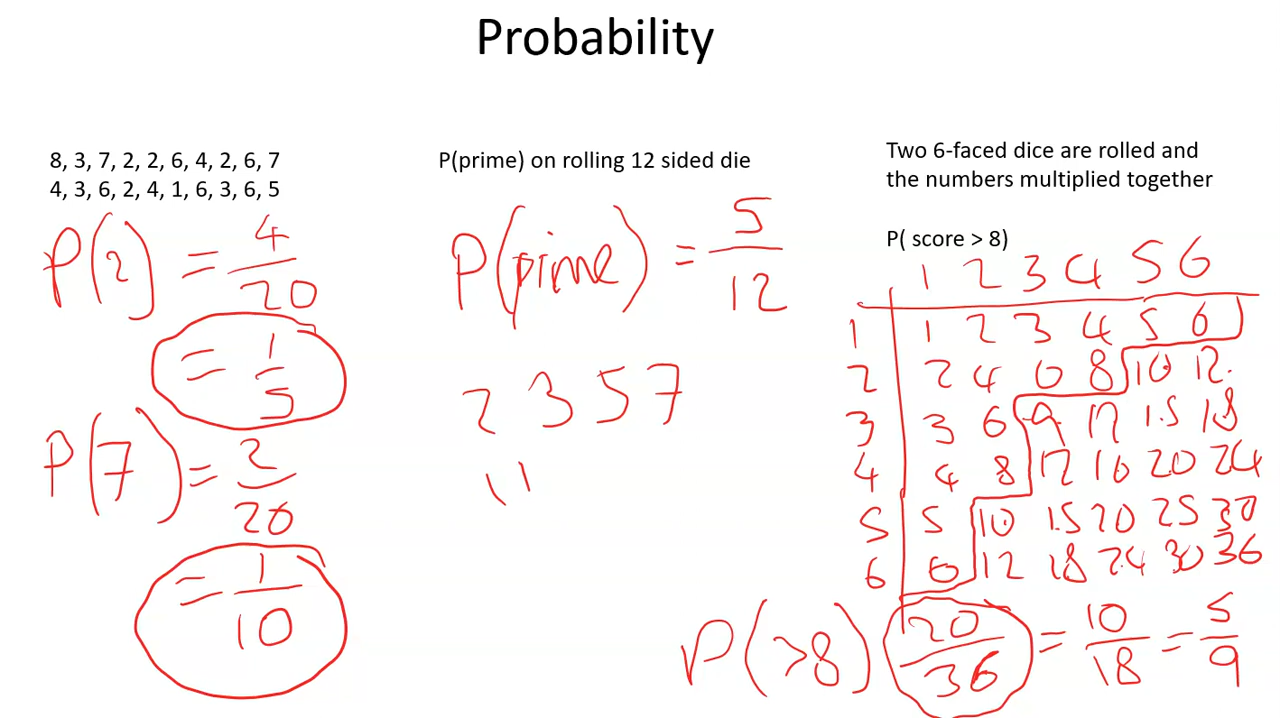 Probability
8, 3, 7, 2, 2, 6, 4, 2, 6, 7
4, 3, 6, 2, 4, 1, 6, 3, 6, 5
P(2) = 4/20
= 1/5
P(7) = 2/20
= 1/10
P(prime) on rolling 12 sided die
P(prime) = 5/12
2 3 5 7
11
Two 6-faced dice are rolled and
the numbers multiplied together
P( score > 8)
1 2 3 4 5 6
1 1 2 3 4 5 6
2 2 4 6 8 10 12
3 3 6 9 12 15 18
4 4 8 12 16 20 24
5 5 10 15 20 25 30
6 6 12 18 24 30 36
P(>8) 20/36 = 10/18 = 5/9